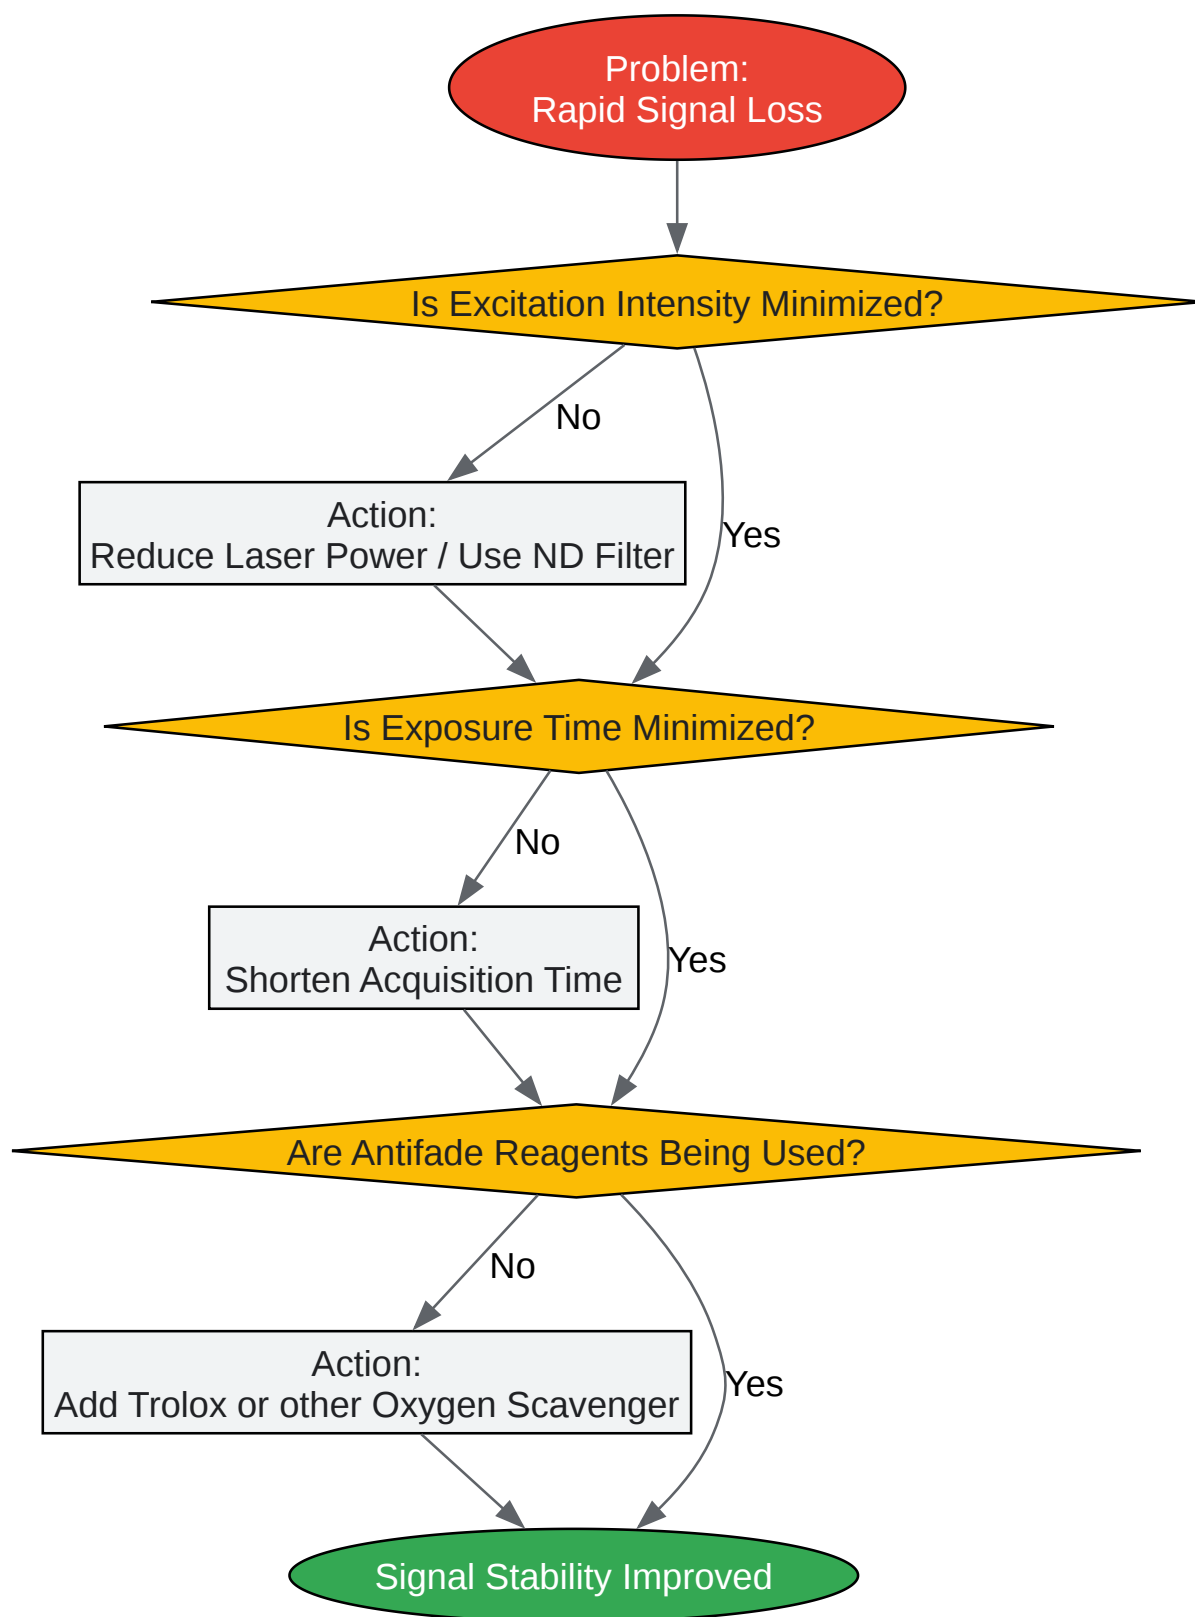 Problem:
Rapid Signal Loss
Is Excitation Intensity Minimized?
No
Action:
Reduce Laser Power / Use ND Filter
Yes
Is Exposure Time Minimized?
No
Action:
Shorten Acquisition Time
Yes
Are Antifade Reagents Being Used?
No
Action:
Add Trolox or other Oxygen Scavenger
Yes
Signal Stability Improved